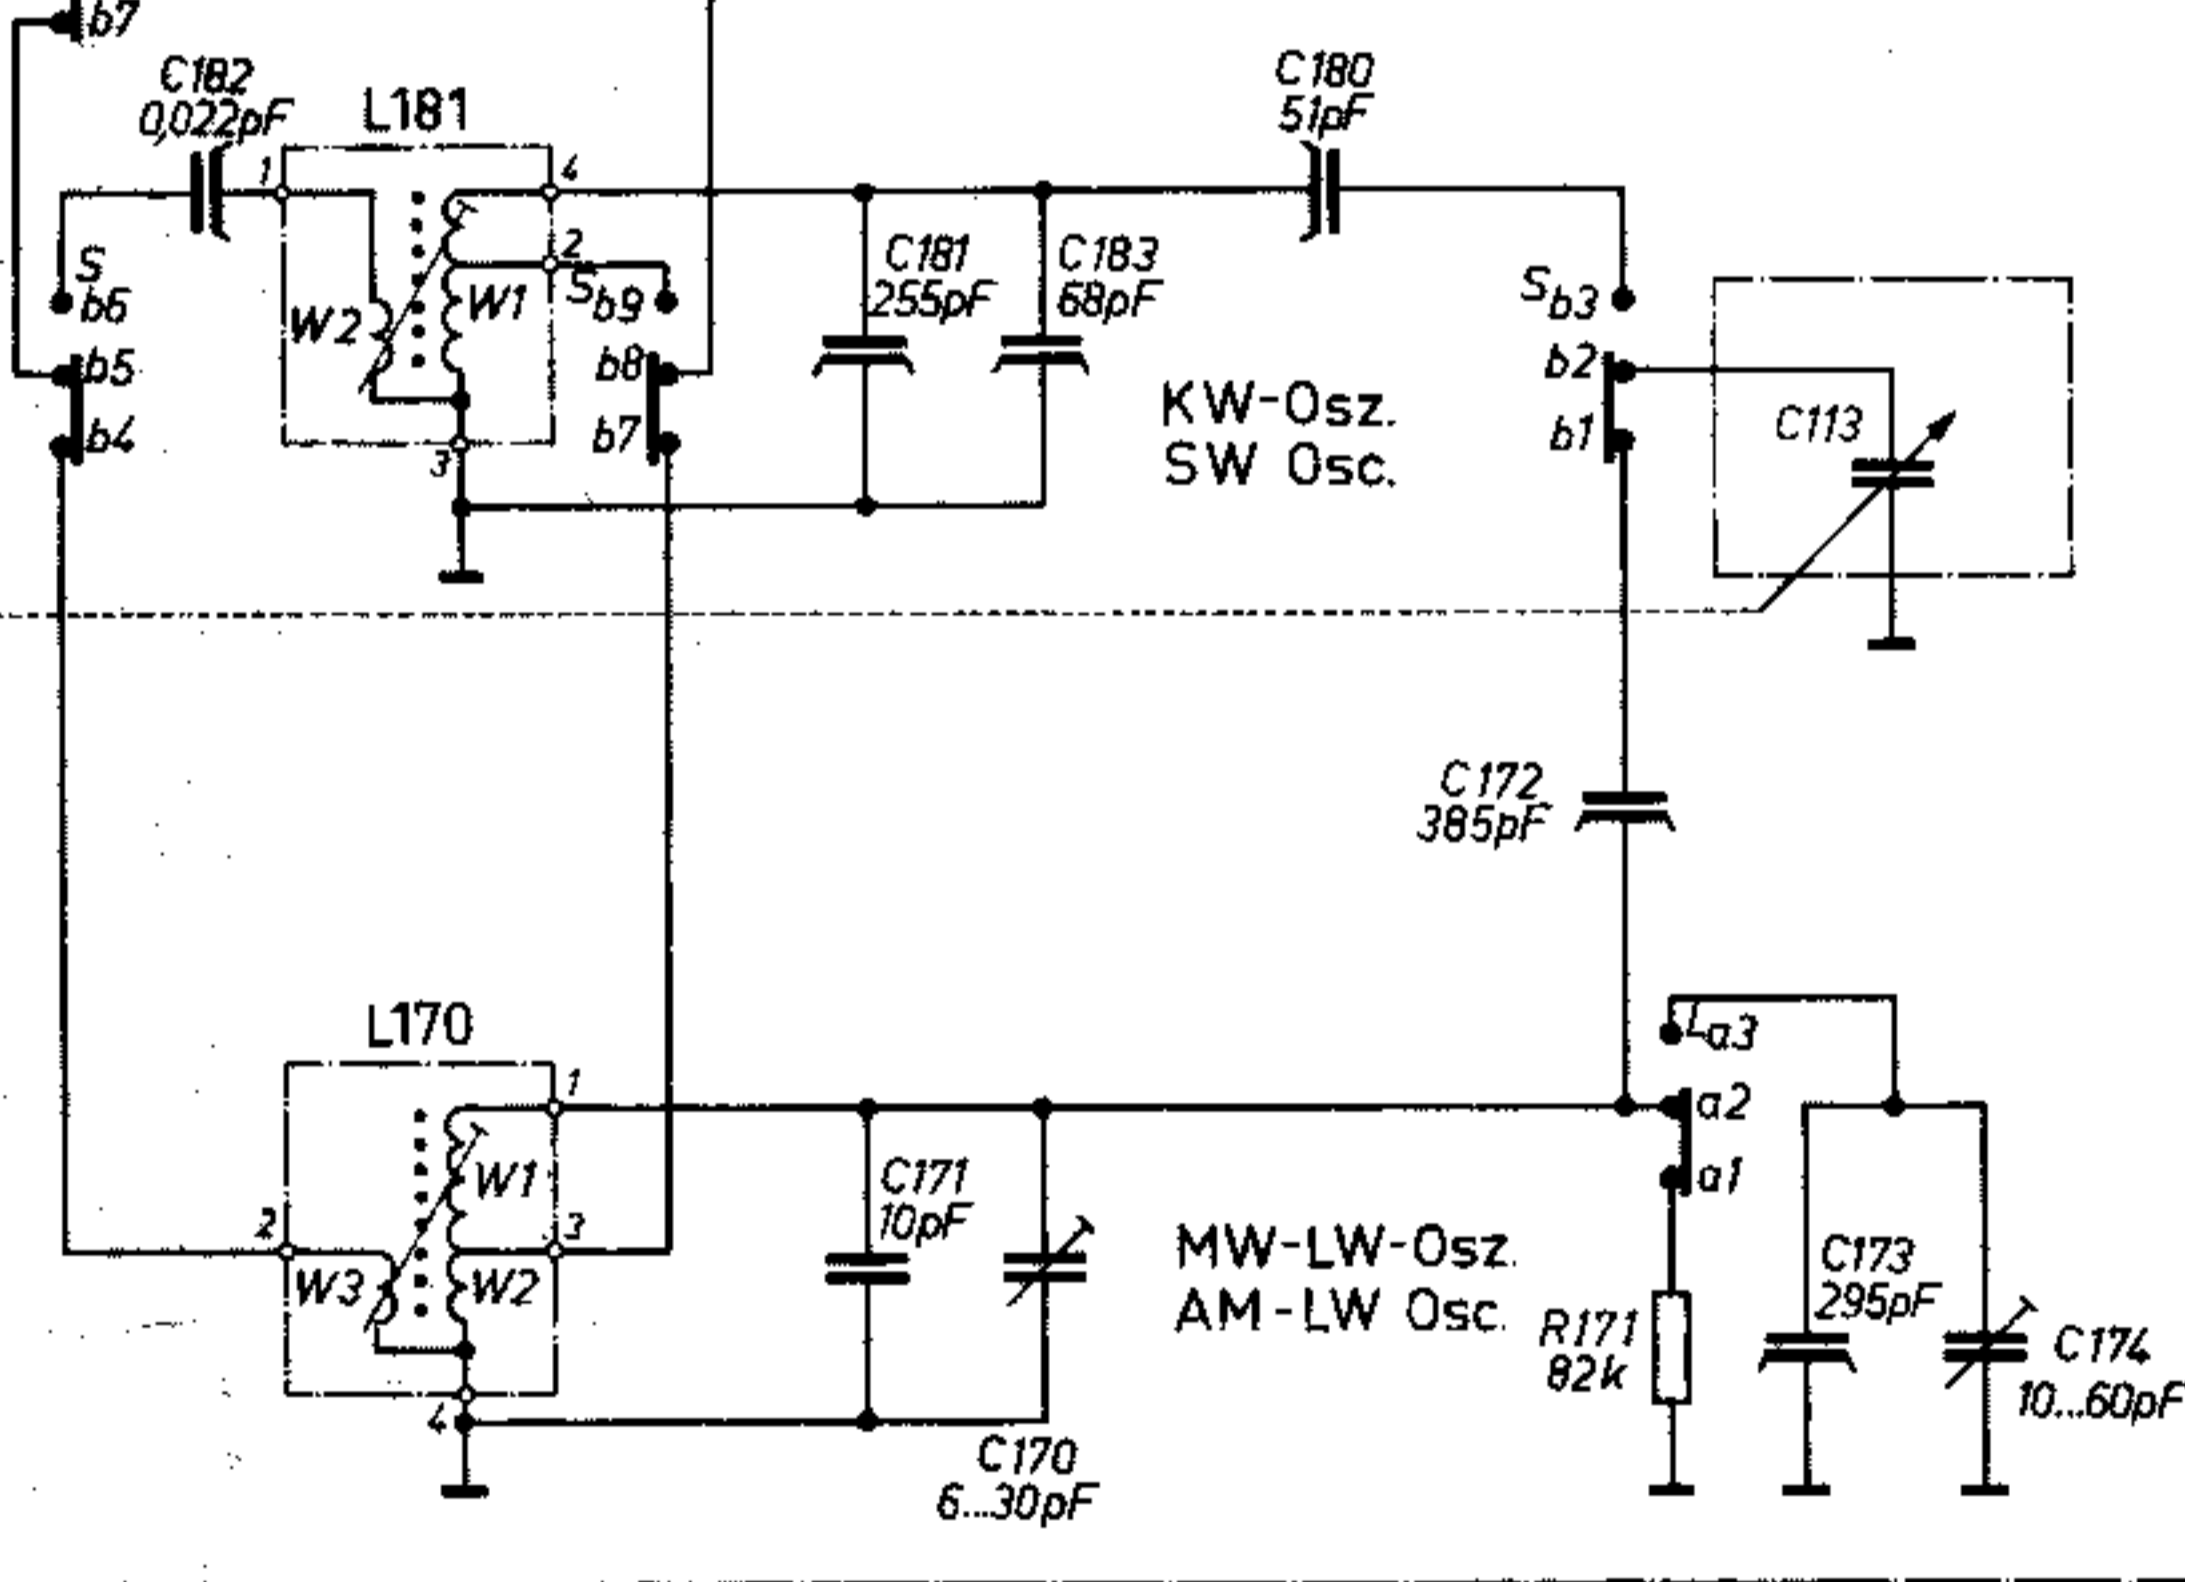 b7
C182
0,022pF
L181
C180
51pF
1
4
2
S
b6
W2
W1
S
b9
C181
255pF
C183
68pF
S
b3
b5
b8
b2
b4
b7
b1
C113
3
KW-Osz.
SW Osc.
C172
385pF
L170
L
a3
1
a2
W1
a1
C171
10pF
2
3
W3
W2
MW-LW-Osz.
AM-LW Osc.
C173
295pF
R171
82k
C174
10...60pF
4
C170
6...30pF